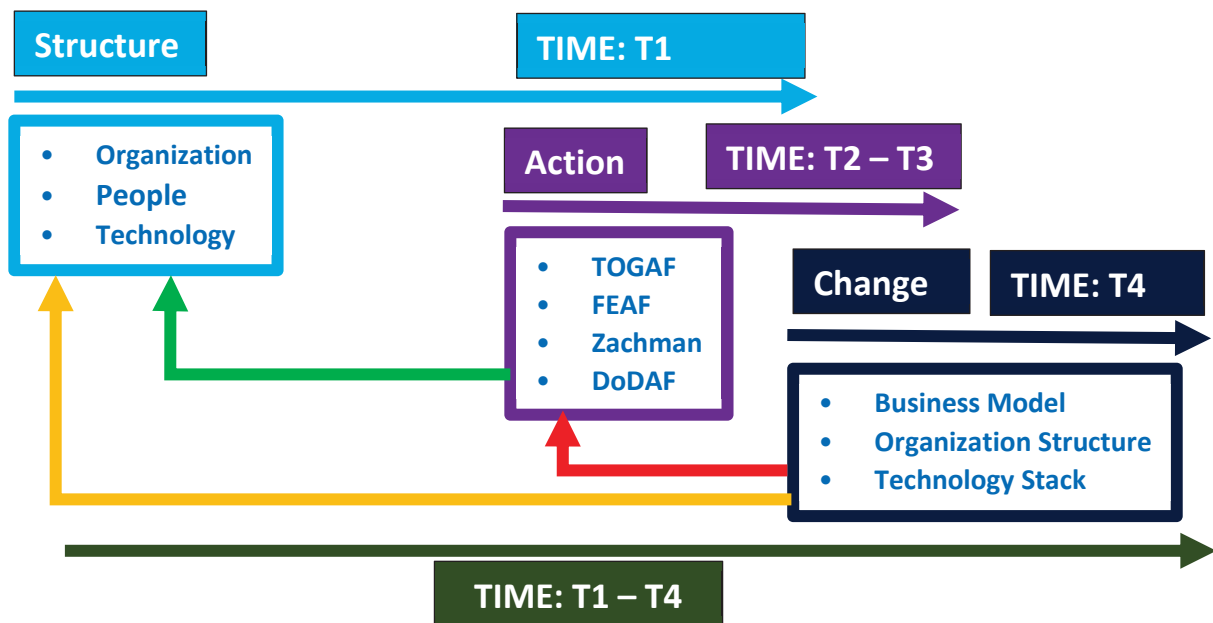 Structure
TIME: T1
• Organization
• People
• Technology
Action
TIME: T2 – T3
• TOGAF
• FEAF
• Zachman
• DoDAF
Change
TIME: T4
• Business Model
• Organization Structure
• Technology Stack
TIME: T1 – T4